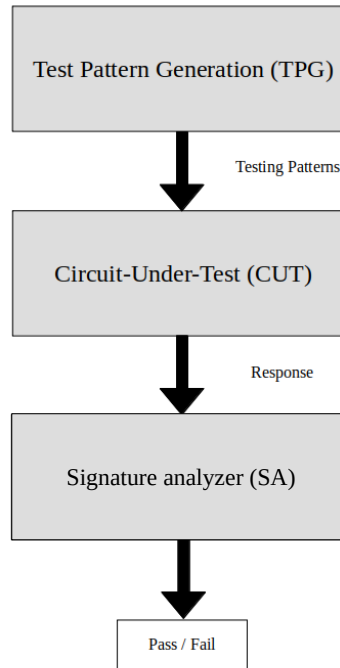 Test Pattern Generation (TPG)
Testing Patterns
Circuit-Under-Test (CUT)
Response
Signature analyzer (SA)
Pass / Fail